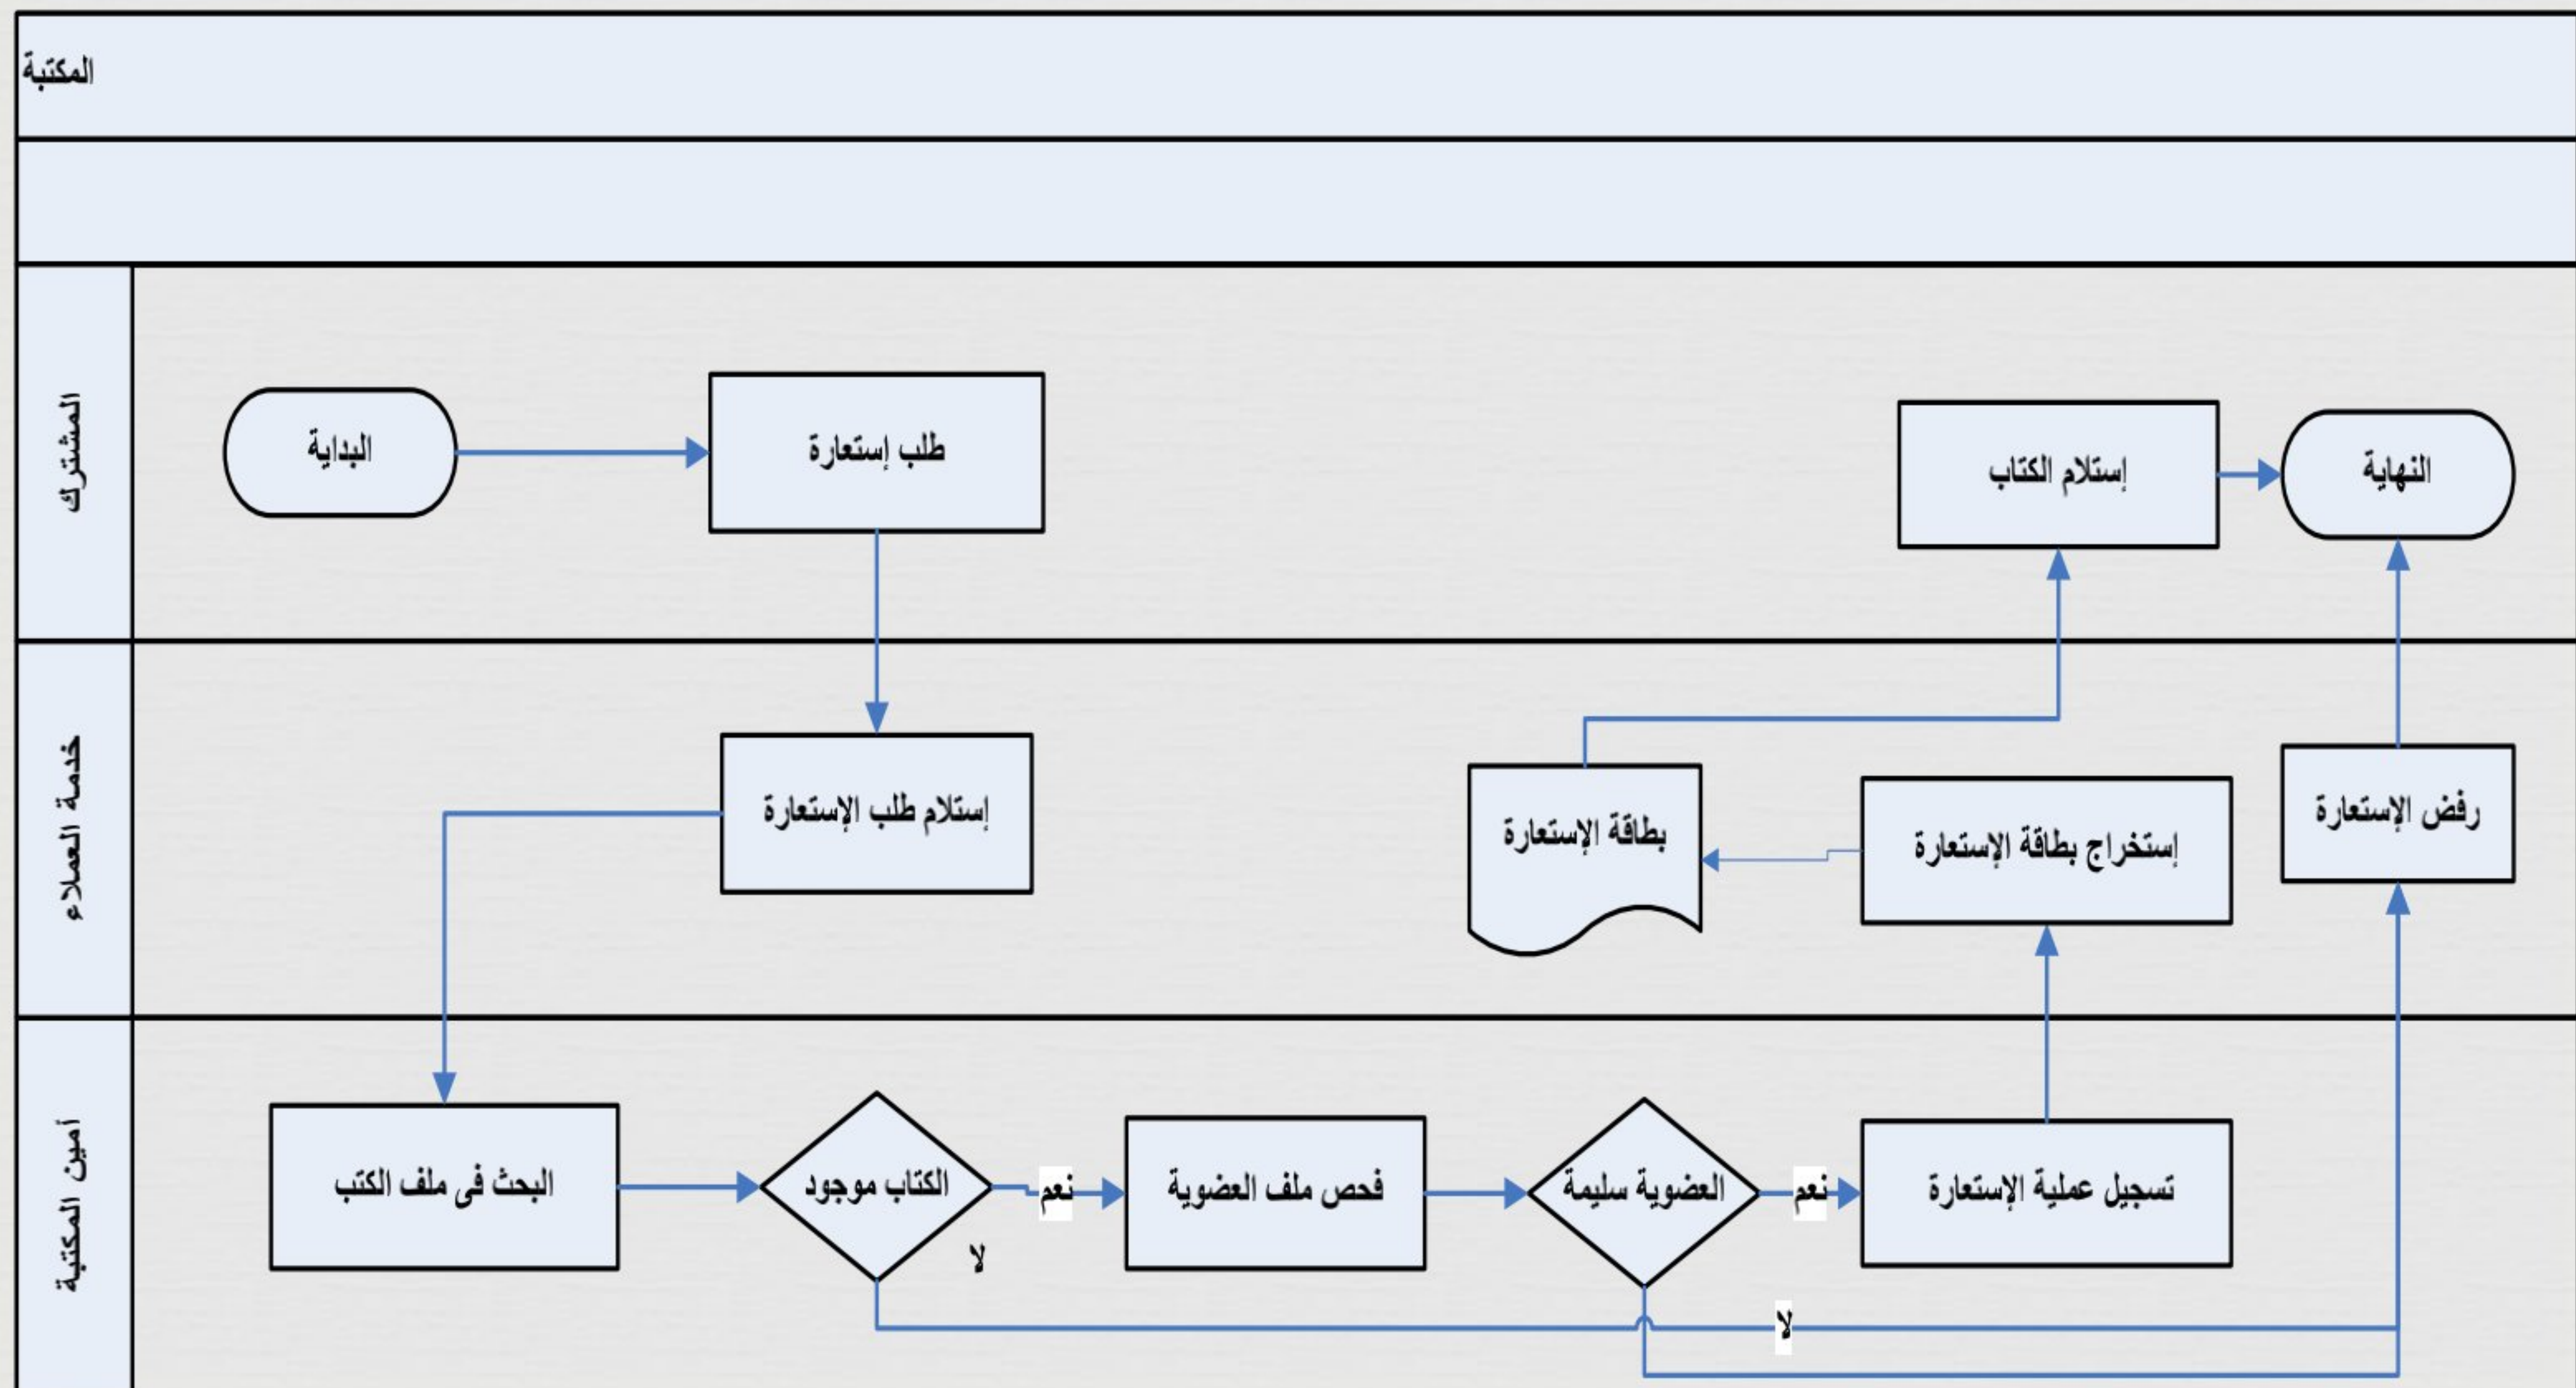 المكتبة
المشترك
البداية
طلب إستعارة
إستلام الكتاب
النهاية
خدمة العملاء
إستلام طلب الإستعارة
بطاقة الإستعارة
إستخراج بطاقة الإستعارة
رفض الإستعارة
أمين المكتبة
البحث فى ملف الكتب
الكتاب موجود
نعم
لا
فحص ملف العضوية
العضوية سليمة
نعم
لا
تسجيل عملية الإستعارة